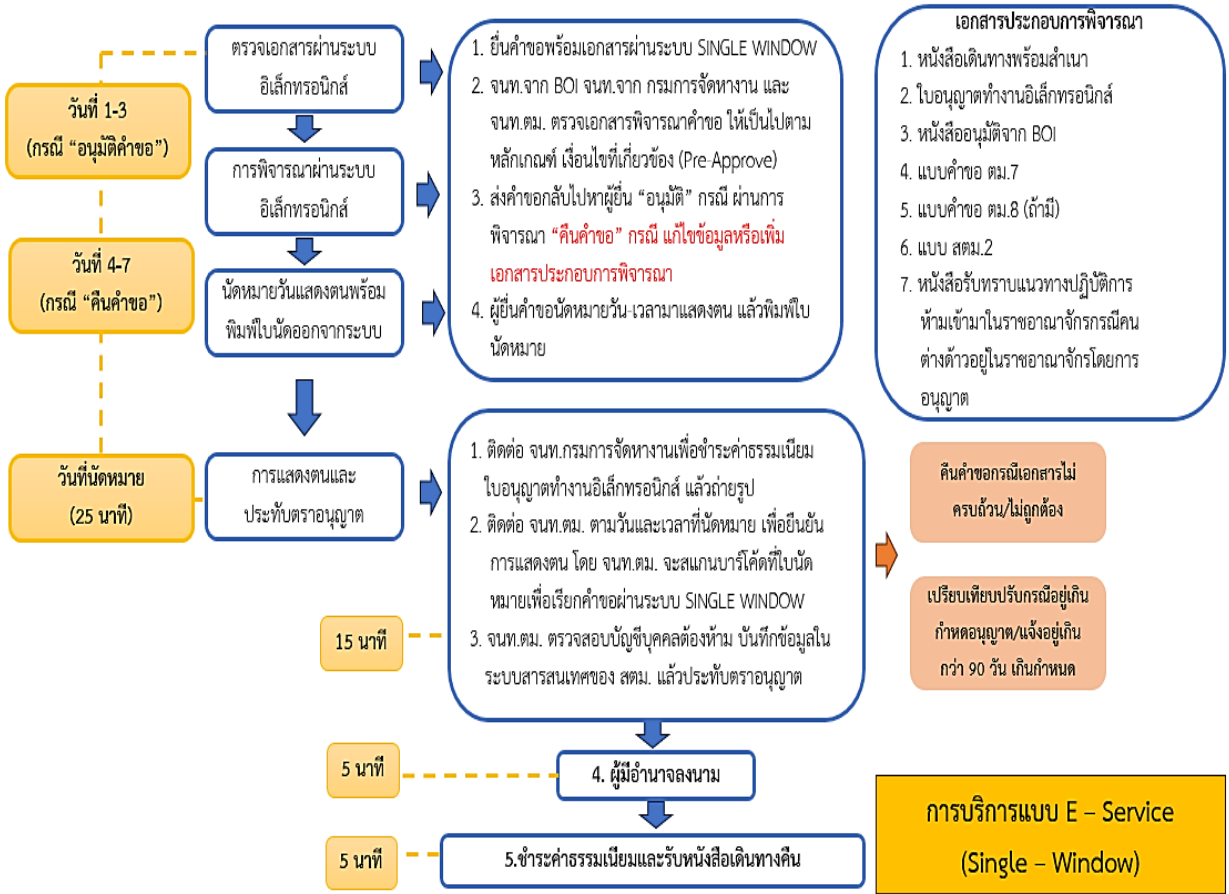 ตรวจเอกสารผ่านระบบ
อิเล็กทรอนิกส์
วันที่ 1-3
(กรณี “อนุมัติคำขอ”)
การพิจารณาผ่านระบบ
อิเล็กทรอนิกส์
วันที่ 4-7
(กรณี “คืนคำขอ”)
นัดหมายวันแสดงตนพร้อม
พิมพ์ใบนัดออกจากระบบ
1. ยื่นคำขอพร้อมเอกสารผ่านระบบ SINGLE WINDOW
2. จนท.จาก BOI จนท.จาก กรมการจัดหางาน และ
จนท.ตม. ตรวจเอกสารพิจารณาคำขอ ให้เป็นไปตาม
หลักเกณฑ์ เงื่อนไขที่เกี่ยวข้อง (Pre-Approve)
3. ส่งคำขอกลับไปหาผู้ยื่น “อนุมัติ” กรณี ผ่านการ
พิจารณา “คืนคำขอ” กรณี แก้ไขข้อมูลหรือเพิ่ม
เอกสารประกอบการพิจารณา
4. ผู้ยื่นคำขอนัดหมายวัน-เวลามาแสดงตน แล้วพิมพ์ใบ
นัดหมาย
เอกสารประกอบการพิจารณา
1. หนังสือเดินทางพร้อมสำเนา
2. ใบอนุญาตทำงานอิเล็กทรอนิกส์
3. หนังสืออนุมัติจาก BOI
4. แบบคำขอ ตม.7
5. แบบคำขอ ตม.8 (ถ้ามี)
6. แบบ สตม.2
7. หนังสือรับทราบแนวทางปฏิบัติการ
ห้ามเข้ามาในราชอาณาจักรกรณีคน
ต่างด้าวอยู่ในราชอาณาจักรโดยการ
อนุญาต
วันที่นัดหมาย
(25 นาที)
การแสดงตนและ
ประทับตราอนุญาต
1. ติดต่อ จนท.กรมการจัดหางานเพื่อชำระค่าธรรมเนียม
ใบอนุญาตทำงานอิเล็กทรอนิกส์ แล้วถ่ายรูป
2. ติดต่อ จนท.ตม. ตามวันและเวลาที่นัดหมาย เพื่อยืนยัน
การแสดงตน โดย จนท.ตม. จะสแกนบาร์โค้ดที่ใบนัด
หมายเพื่อเรียกคำขอผ่านระบบ SINGLE WINDOW
3. จนท.ตม. ตรวจสอบบัญชีบุคคลต้องห้าม บันทึกข้อมูลใน
ระบบสารสนเทศของ สตม. แล้วประทับตราอนุญาต
15 นาที
คืนคำขอกรณีเอกสารไม่
ครบถ้วน/ไม่ถูกต้อง
เปรียบเทียบปรับกรณีอยู่เกิน
กำหดอนุญาต/แจ้งอยู่เกิน
กว่า 90 วัน เกินกำหนด
5 นาที
4. ผู้มีอำนาจลงนาม
5 นาที
5.ชำระค่าธรรมเนียมและรับหนังสือเดินทางคืน
การบริการแบบ E – Service
(Single – Window)